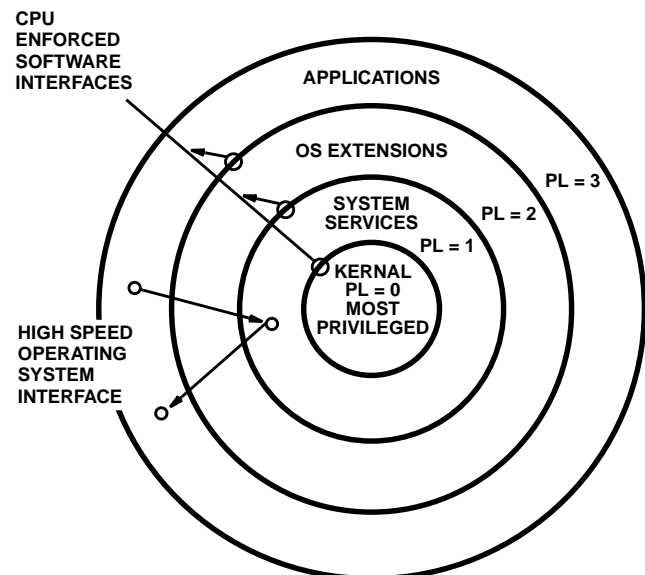 CPU
ENFORCED
SOFTWARE
INTERFACES
APPLICATIONS
OS EXTENSIONS
PL = 3
SYSTEM
SERVICES
PL = 2
PL = 1
KERNAL
PL = 0
MOST
PRIVILEGED
HIGH SPEED
OPERATING
SYSTEM
INTERFACE